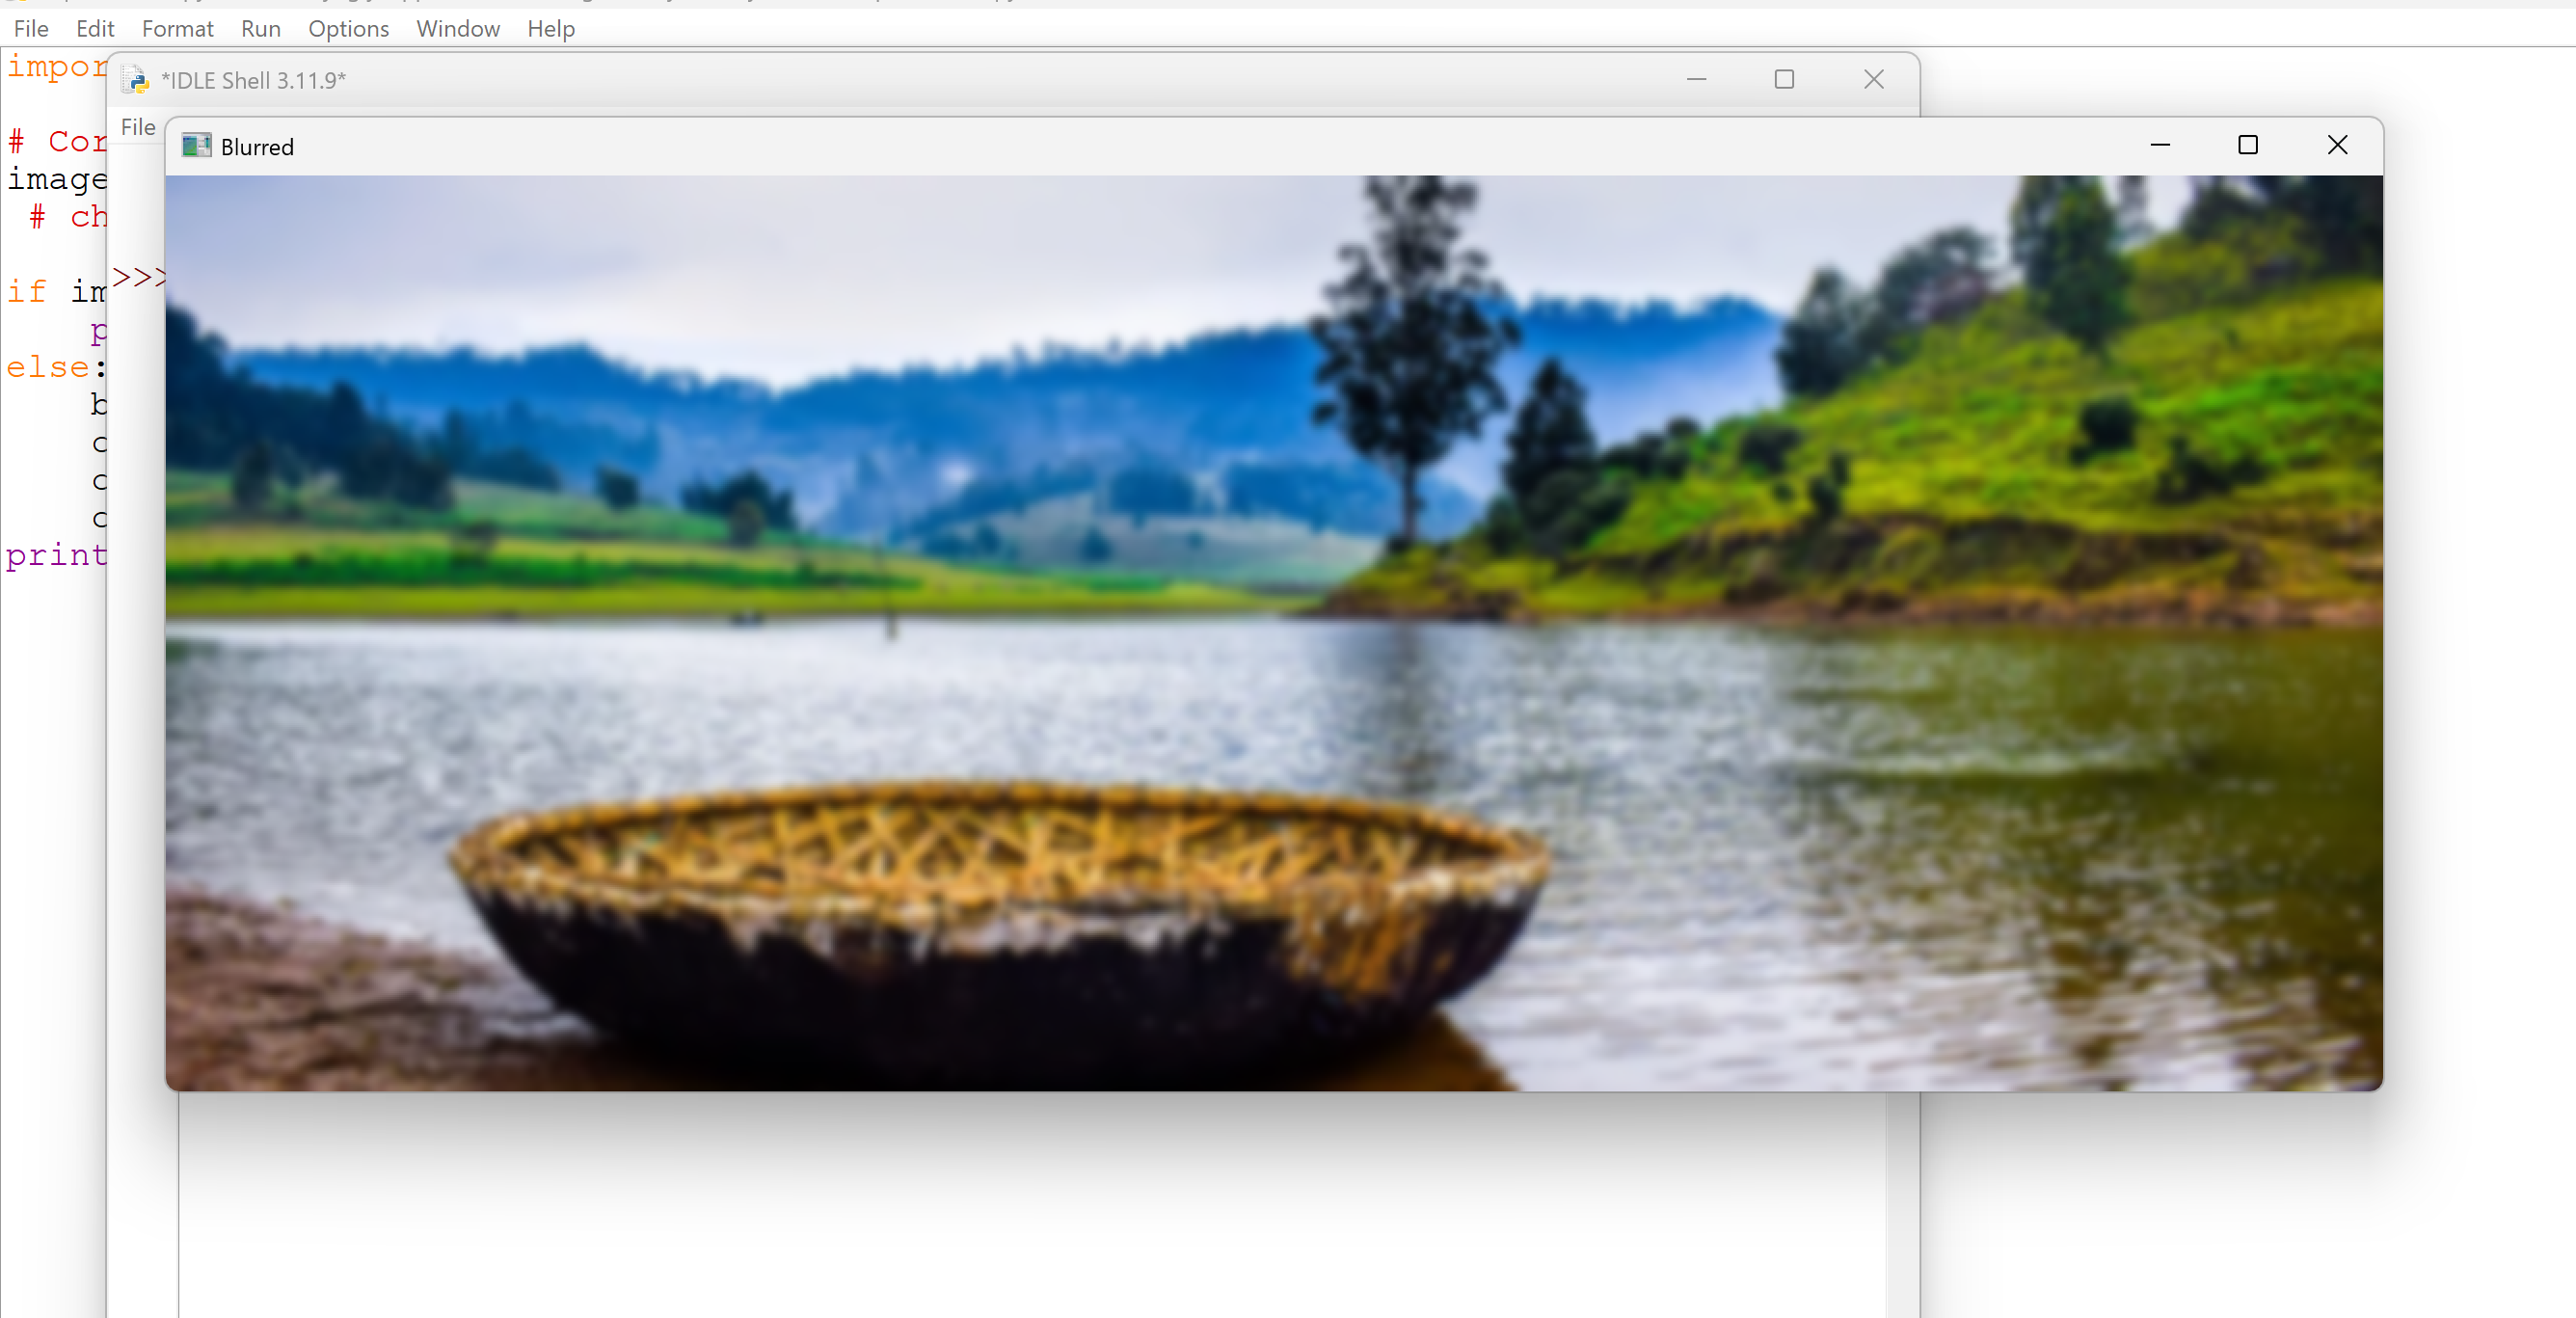 File Edit Format Run Options Window Help
impor
*IDLE Shell 3.11.9*
File
Blurred
# Cor
image
# ch
>>>
if im
p
else:
b
c
c
c
print